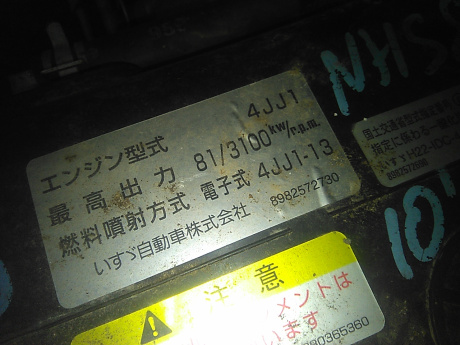 エンジン型式 4JJ1
最高出力 81/3100 kw/r.p.m.
燃料噴射方式 電子式 4JJ1-13
いすゞ自動車株式会社 8982572730
注意
メントは
います
NHS
10